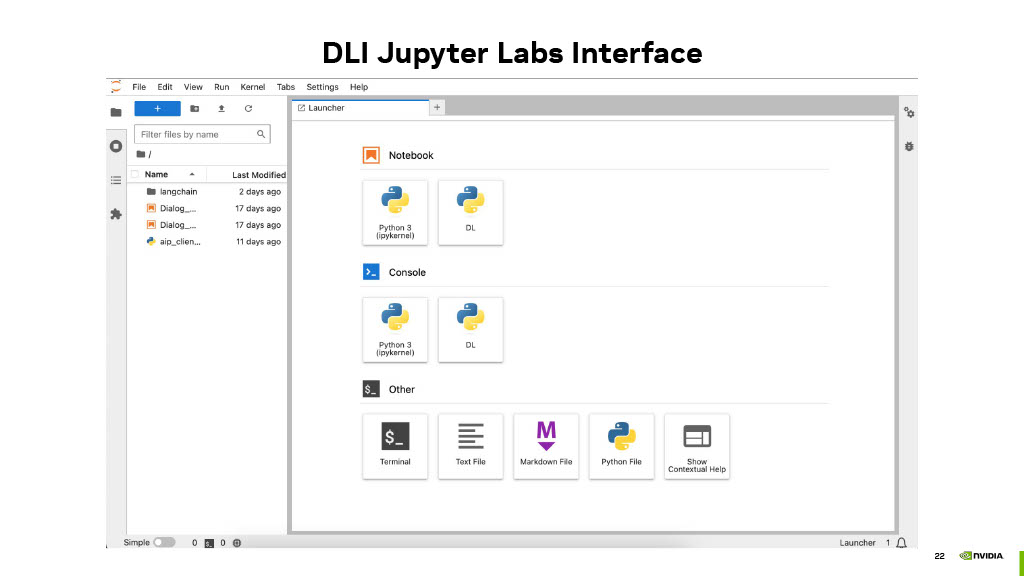 DLI Jupyter Labs Interface
File Edit View Run Kernel Tabs Settings Help
+
Launcher
+
Filter files by name
/
Name Last Modified
langchain 2 days ago
Dialog_... 17 days ago
Dialog_... 17 days ago
aip_clien... 11 days ago
Notebook
Python 3
(ipykernel)
DL
Console
Python 3
(ipykernel)
DL
$_ Other
$_
Terminal
Text File
M
Markdown File
Python File
Show
Contextual Help
Simple 0 0
Launcher 1
22 NVIDIA